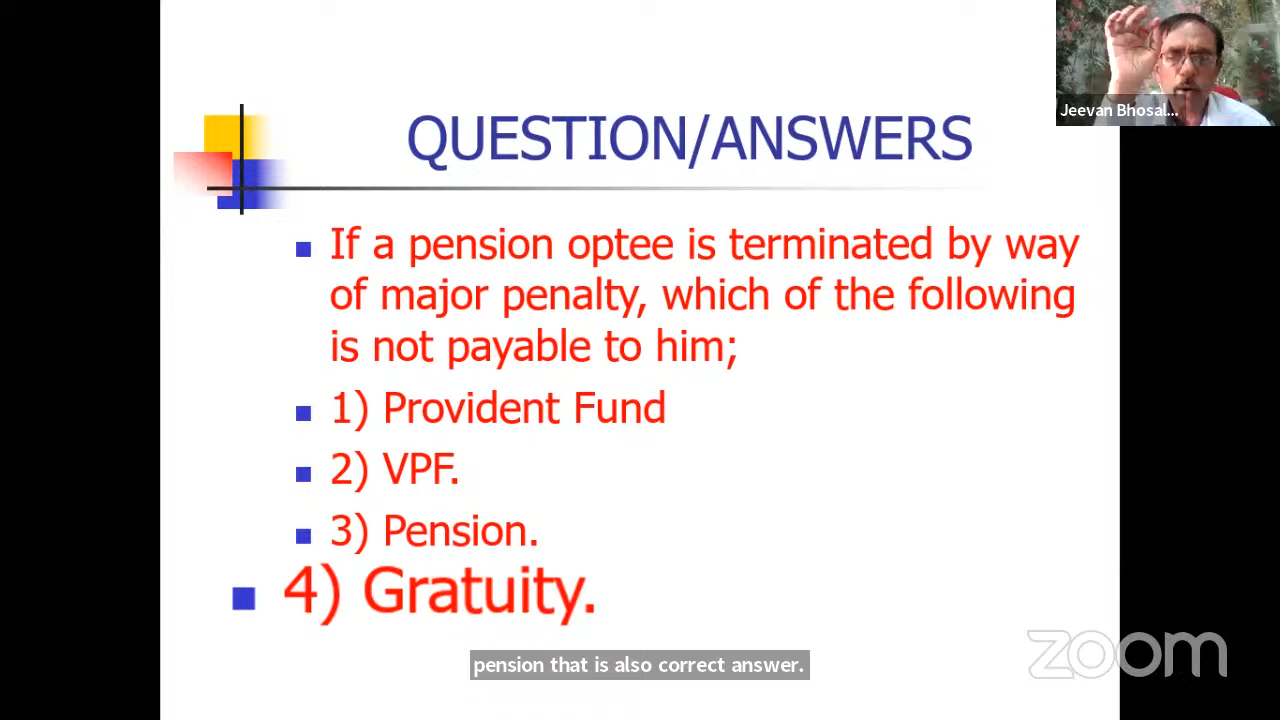 Jeevan Bhosal...
QUESTION/ANSWERS
If a pension optee is terminated by way
of major penalty, which of the following
is not payable to him;
1) Provident Fund
2) VPF.
3) Pension.
4) Gratuity.
zoom
pension that is also correct answer.